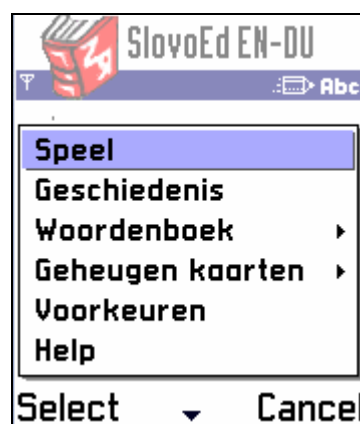 SlovoEd EN-DU
Abc
Speel
Geschiedenis
Woordenboek
Geheugen kaarten
Voorkeuren
Help
Select Cancel